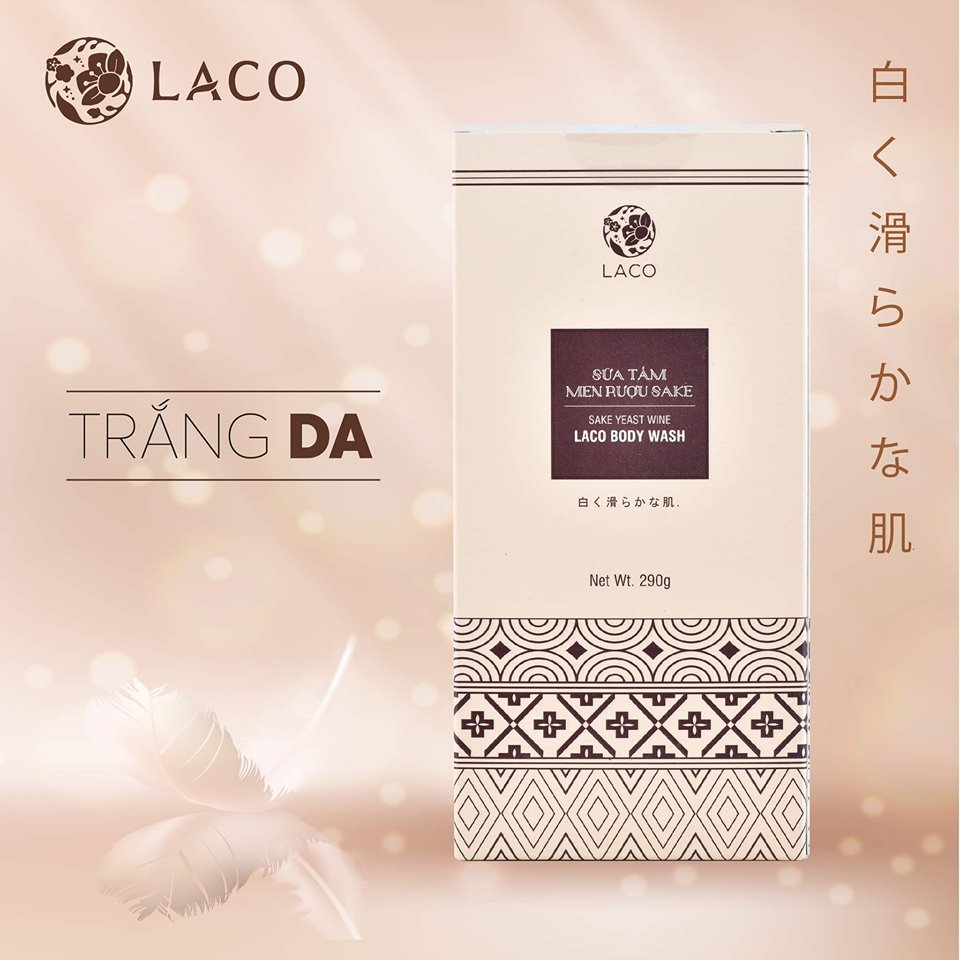 LACO
TRẮNG DA
LACO
SỮA TẮM
MEN RƯỢU SAKE
SAKE YEAST WINE
LACO BODY WASH
白く滑らかな肌.
Net Wt. 290g
白く滑らかな肌.